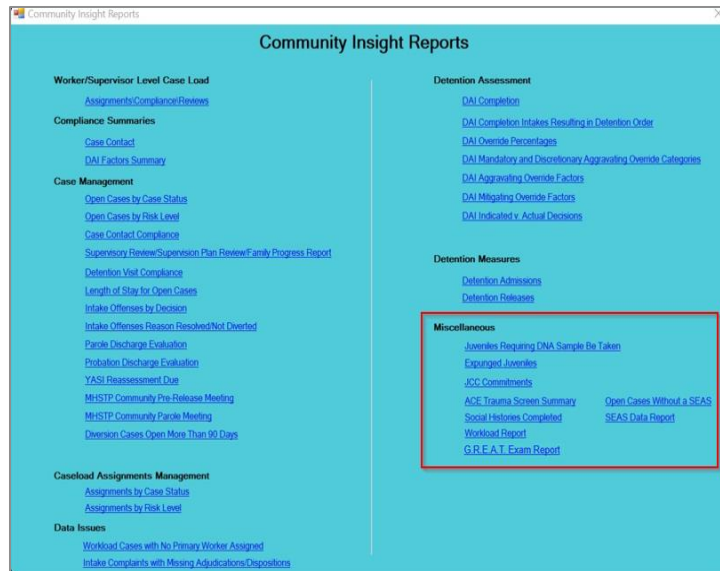 Community Insight Reports
Community Insight Reports
Worker/Supervisor Level Case Load
Assignments\Compliance\Reviews
Compliance Summaries
Case Contact
DAI Factors Summary
Case Management
Open Cases by Case Status
Open Cases by Risk Level
Case Contact Compliance
Supervisory Review/Supervision Plan Review/Family Progress Report
Detention Visit Compliance
Length of Stay for Open Cases
Intake Offenses by Decision
Intake Offenses Reason Resolved/Not Diverted
Parole Discharge Evaluation
Probation Discharge Evaluation
YASI Reassessment Due
MHSTP Community Pre-Release Meeting
MHSTP Community Parole Meeting
Diversion Cases Open More Than 90 Days
Caseload Assignments Management
Assignments by Case Status
Assignments by Risk Level
Data Issues
Workload Cases with No Primary Worker Assigned
Intake Complaints with Missing Adjudications/Dispositions
Detention Assessment
DAI Completion
DAI Completion Intakes Resulting in Detention Order
DAI Override Percentages
DAI Mandatory and Discretionary Aggravating Override Categories
DAI Aggravating Override Factors
DAI Mitigating Override Factors
DAI Indicated v. Actual Decisions
Detention Measures
Detention Admissions
Detention Releases
Miscellaneous
Juveniles Requiring DNA Sample Be Taken
Expunged Juveniles
JCC Commitments
ACE Trauma Screen Summary Open Cases Without a SEAS
Social Histories Completed SEAS Data Report
Workload Report
G.R.E.A.T. Exam Report